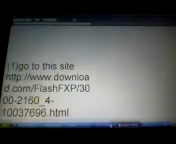 (1)go to this site
http://www.downloa
d.com/FlashFXP/30
00-2160_4-
10037696.html